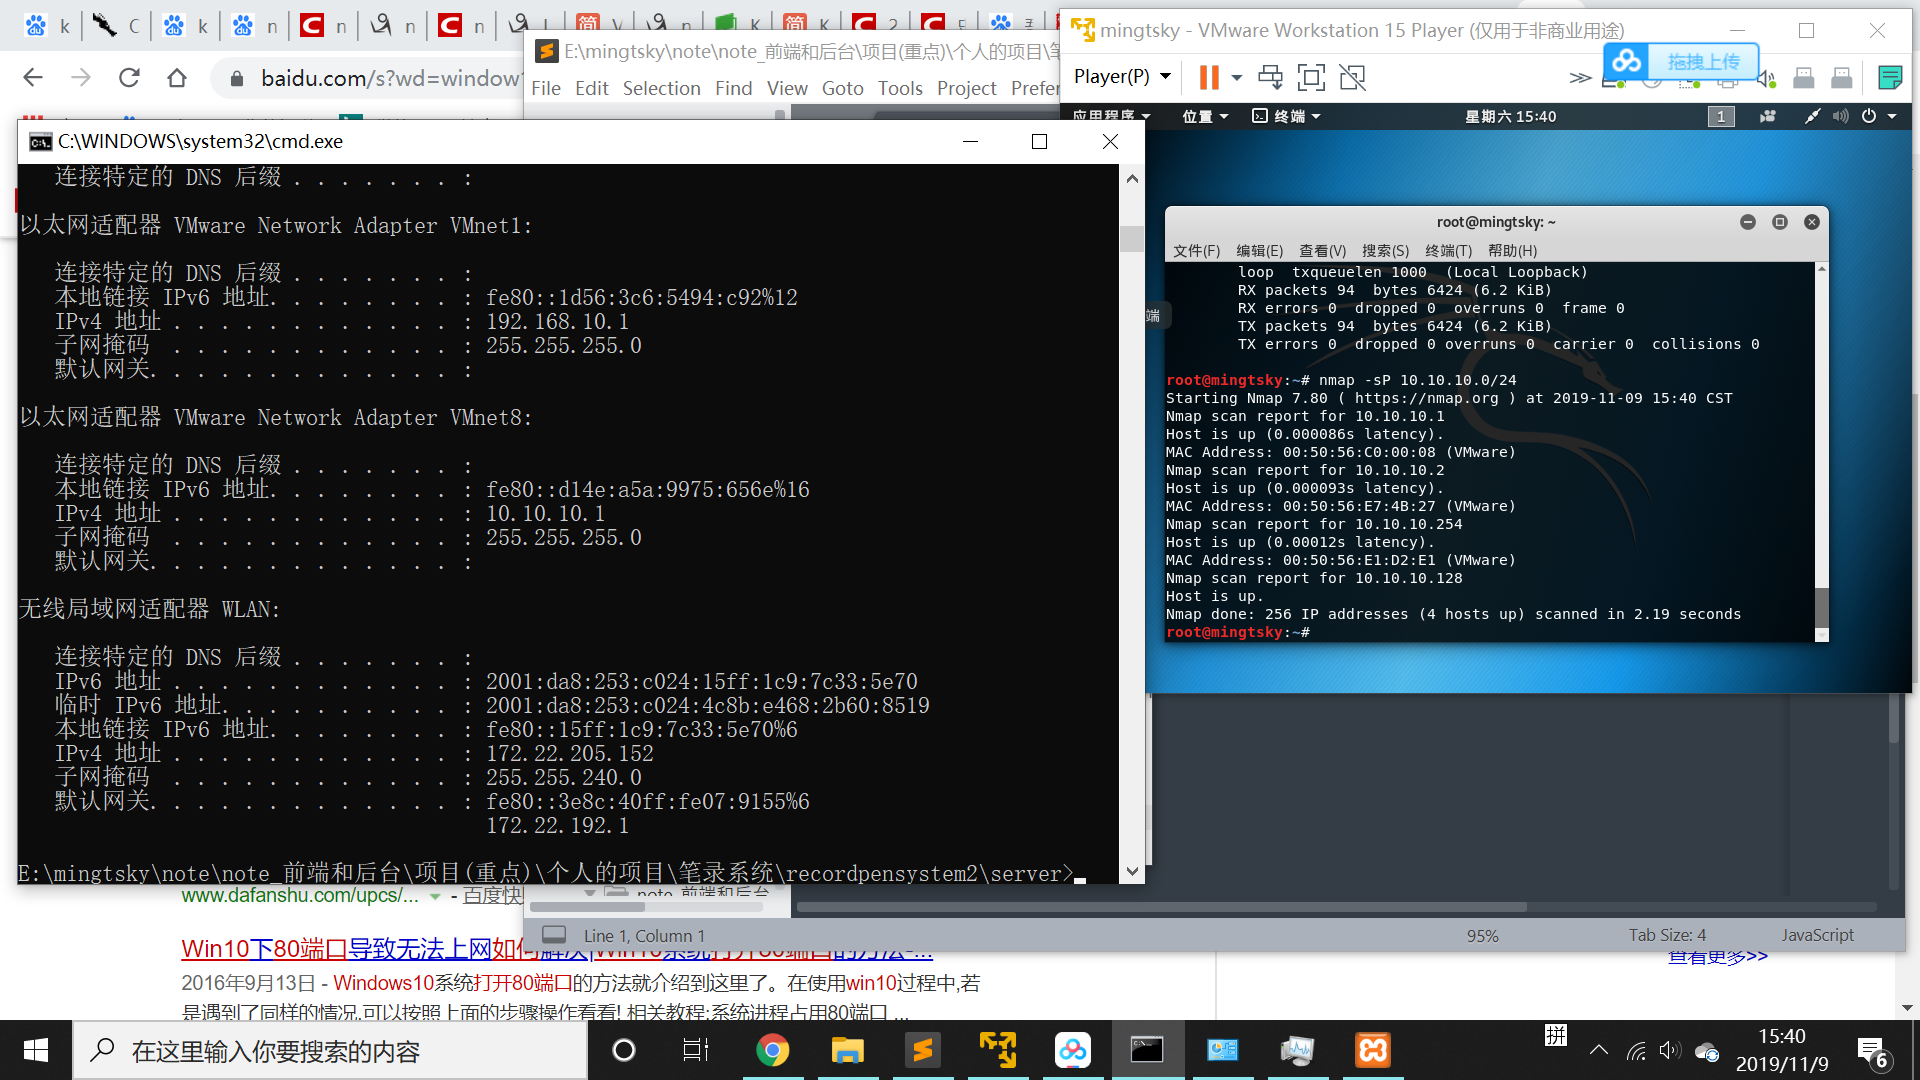 k
C
k
n
n
n
n
n
K
K
2
baidu.com/s?wd=window
E:\mingtsky\note\note_前端和后台\项目(重点)\个人的项目\笔
File Edit Selection Find View Goto Tools Project Prefer
mingtsky - VMware Workstation 15 Player (仅用于非商业用途)
Player(P)
拖拽上传
应用程序 位置 终端 星期六 15:40 1
C:\WINDOWS\system32\cmd.exe
连接特定的 DNS 后缀 . . . . . . . :
以太网适配器 VMware Network Adapter VMnet1:
连接特定的 DNS 后缀 . . . . . . . :
本地链接 IPv6 地址. . . . . . . . : fe80::1d56:3c6:5494:c92%12
IPv4 地址 . . . . . . . . . . . . : 192.168.10.1
子网掩码 . . . . . . . . . . . . : 255.255.255.0
默认网关. . . . . . . . . . . . . :
以太网适配器 VMware Network Adapter VMnet8:
连接特定的 DNS 后缀 . . . . . . . :
本地链接 IPv6 地址. . . . . . . . : fe80::d14e:a5a:9975:656e%16
IPv4 地址 . . . . . . . . . . . . : 10.10.10.1
子网掩码 . . . . . . . . . . . . : 255.255.255.0
默认网关. . . . . . . . . . . . . :
无线局域网适配器 WLAN:
连接特定的 DNS 后缀 . . . . . . . :
IPv6 地址 . . . . . . . . . . . . : 2001:da8:253:c024:15ff:1c9:7c33:5e70
临时 IPv6 地址. . . . . . . . . . : 2001:da8:253:c024:4c8b:e468:2b60:8519
本地链接 IPv6 地址. . . . . . . . : fe80::15ff:1c9:7c33:5e70%6
IPv4 地址 . . . . . . . . . . . . : 172.22.205.152
子网掩码 . . . . . . . . . . . . : 255.255.240.0
默认网关. . . . . . . . . . . . . : fe80::3e8c:40ff:fe07:9155%6
172.22.192.1
E:\mingtsky\note\note_前端和后台\项目(重点)\个人的项目\笔录系统\recordpensystem2\server>
端
root@mingtsky: ~
文件(F) 编辑(E) 查看(V) 搜索(S) 终端(T) 帮助(H)
loop txqueuelen 1000 (Local Loopback)
RX packets 94 bytes 6424 (6.2 KiB)
RX errors 0 dropped 0 overruns 0 frame 0
TX packets 94 bytes 6424 (6.2 KiB)
TX errors 0 dropped 0 overruns 0 carrier 0 collisions 0
root@mingtsky:~# nmap -sP 10.10.10.0/24
Starting Nmap 7.80 ( https://nmap.org ) at 2019-11-09 15:40 CST
Nmap scan report for 10.10.10.1
Host is up (0.000086s latency).
MAC Address: 00:50:56:C0:00:08 (VMware)
Nmap scan report for 10.10.10.2
Host is up (0.000093s latency).
MAC Address: 00:50:56:E7:4B:27 (VMware)
Nmap scan report for 10.10.10.254
Host is up (0.00012s latency).
MAC Address: 00:50:56:E1:D2:E1 (VMware)
Nmap scan report for 10.10.10.128
Host is up.
Nmap done: 256 IP addresses (4 hosts up) scanned in 2.19 seconds
root@mingtsky:~#
www.dafanshu.com/upcs/... - 百度快
note_前端和后台
Line 1, Column 1 95% Tab Size: 4 JavaScript
Win10下80端口导致无法上网如何解决|Win10系统打开80端口的方法-...
查看更多>>
2016年9月13日 - Windows10系统打开80端口的方法就介绍到这里了。在使用win10过程中,若
是遇到了同样的情况,可以按照上面的步骤操作看看! 相关教程:系统进程占用80端口 ...
在这里输入你要搜索的内容
拼
15:40
2019/11/9
6